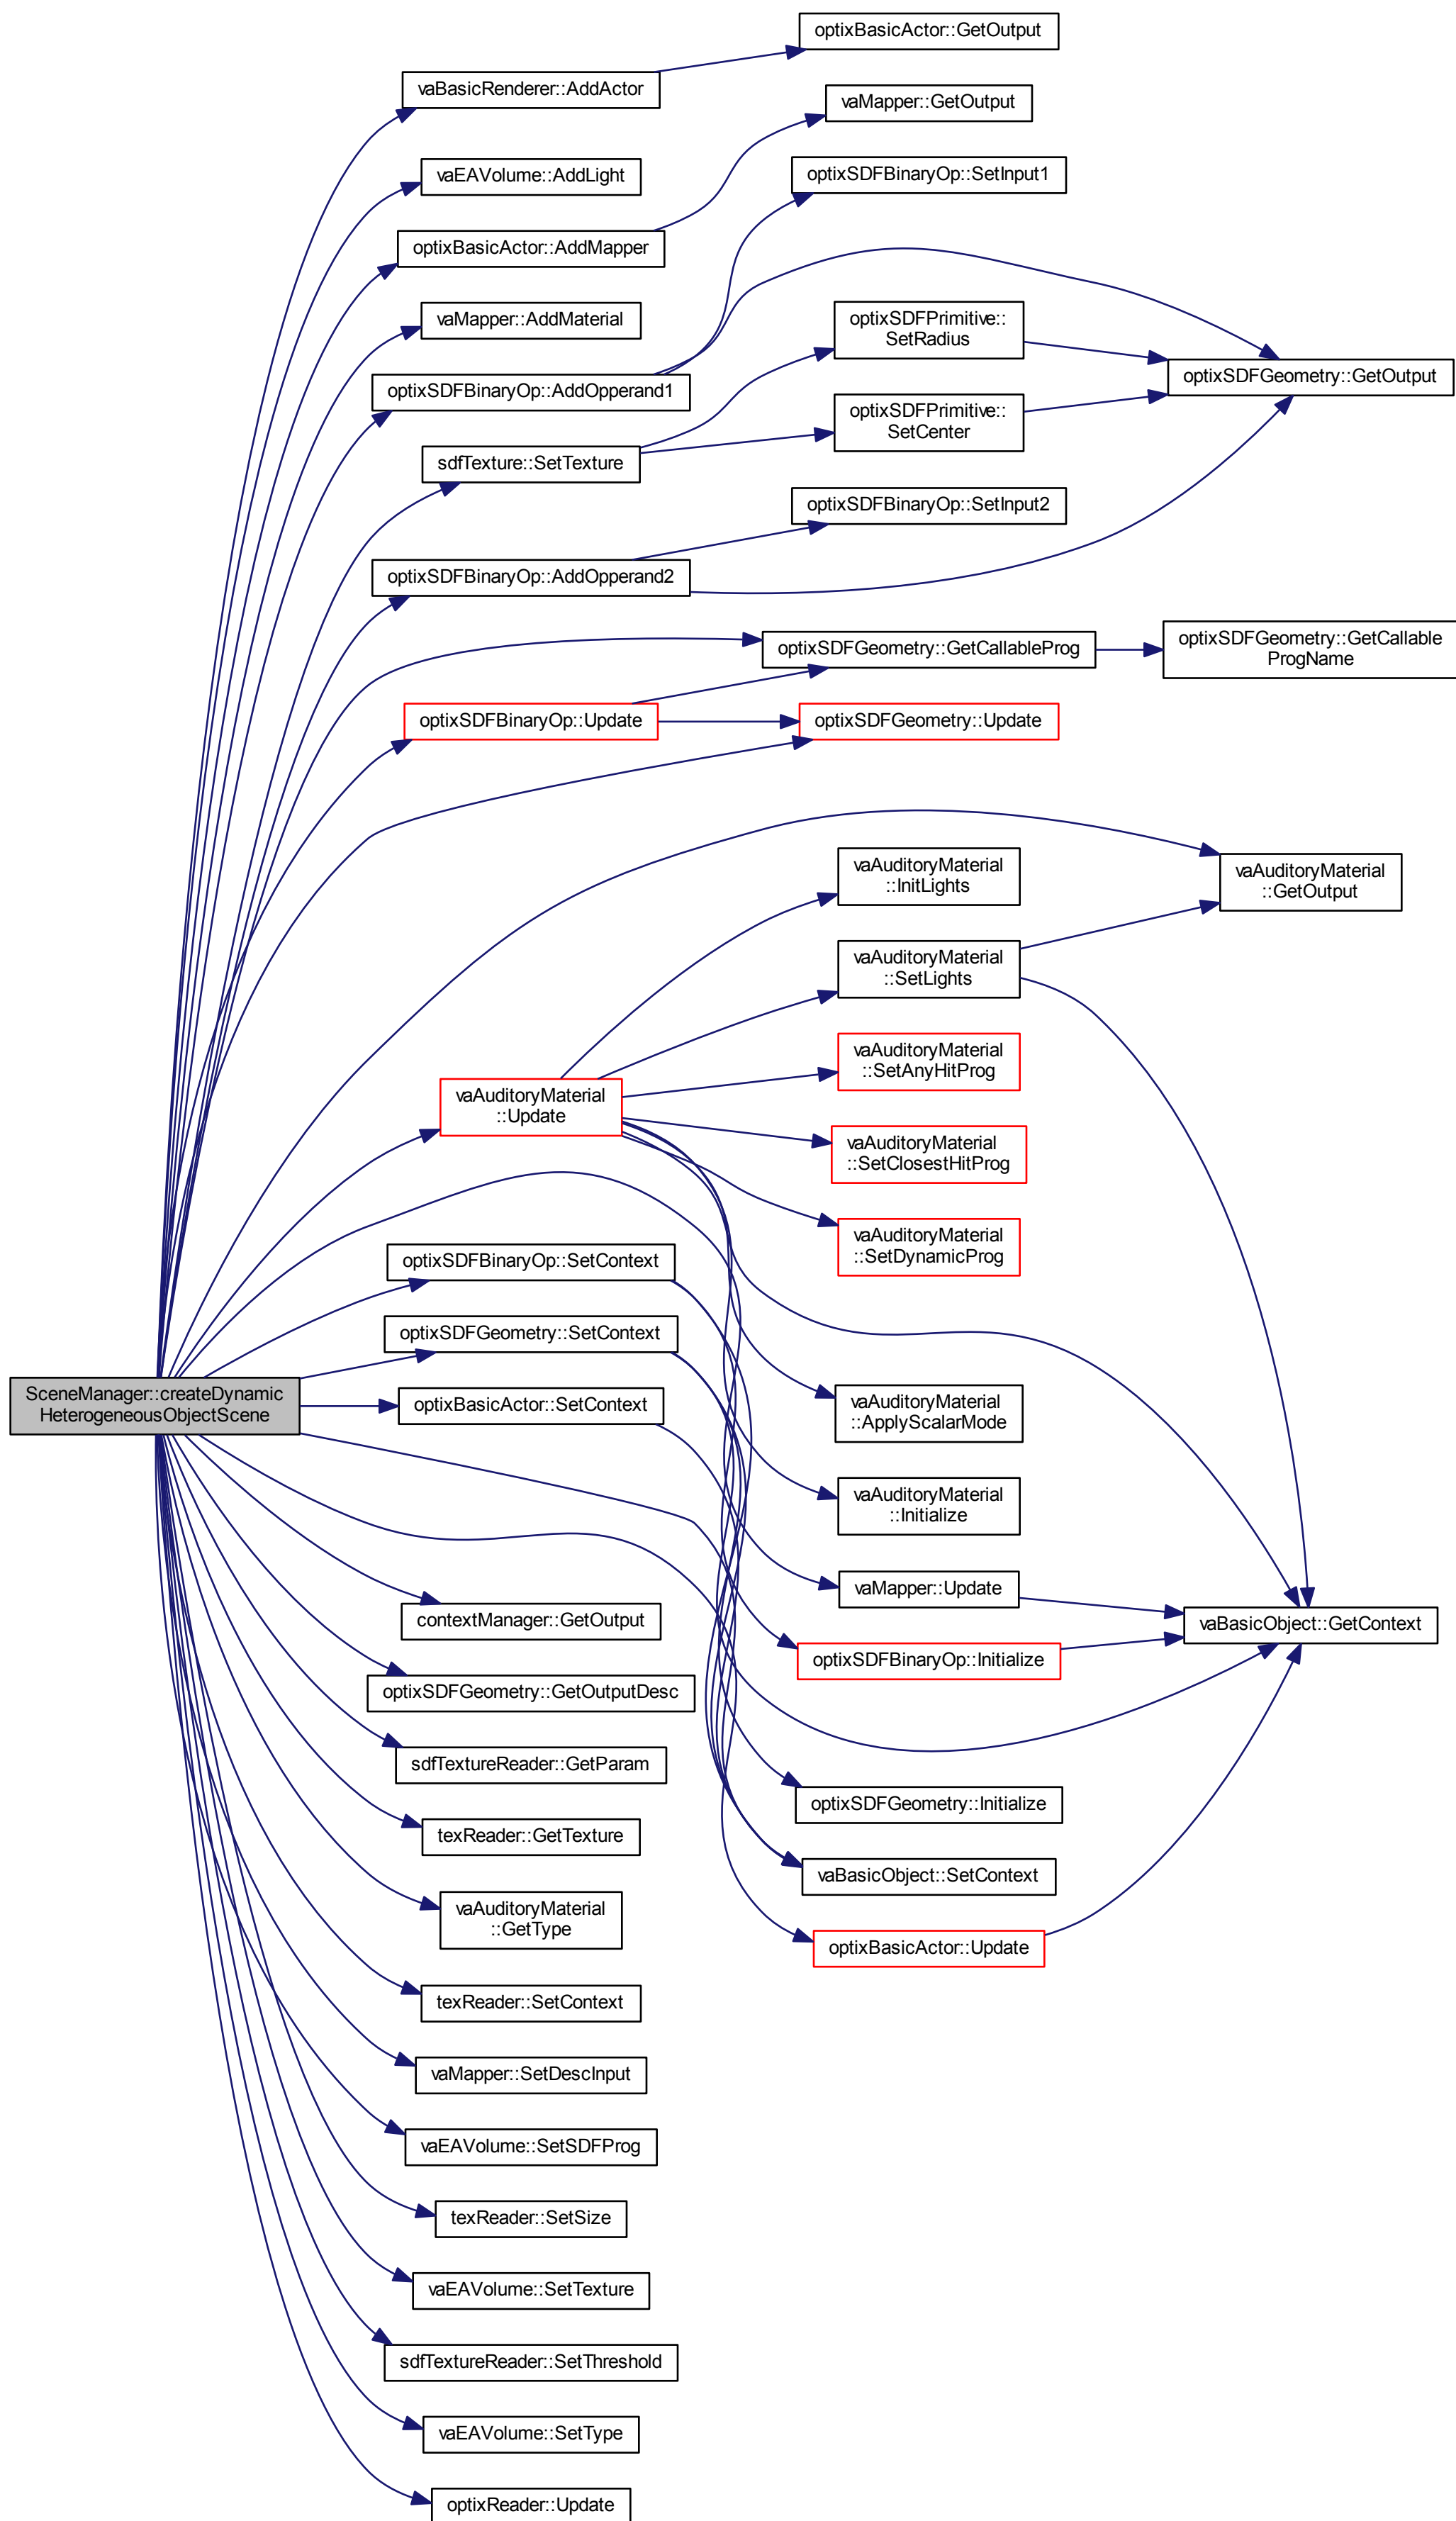 optixBasicActor::GetOutput
vaBasicRenderer::AddActor
vaMapper::GetOutput
vaEAVolume::AddLight
optixSDFBinaryOp::SetInput1
optixBasicActor::AddMapper
vaMapper::AddMaterial
optixSDFPrimitive::
SetRadius
optixSDFGeometry::GetOutput
optixSDFBinaryOp::AddOpperand1
optixSDFPrimitive::
SetCenter
sdfTexture::SetTexture
optixSDFBinaryOp::SetInput2
optixSDFBinaryOp::AddOpperand2
optixSDFGeometry::GetCallableProg
optixSDFGeometry::GetCallable
ProgName
optixSDFBinaryOp::Update
optixSDFGeometry::Update
vaAuditoryMaterial
::InitLights
vaAuditoryMaterial
::GetOutput
vaAuditoryMaterial
::SetLights
vaAuditoryMaterial
::SetAnyHitProg
vaAuditoryMaterial
::Update
vaAuditoryMaterial
::SetClosestHitProg
vaAuditoryMaterial
::SetDynamicProg
optixSDFBinaryOp::SetContext
optixSDFGeometry::SetContext
SceneManager::createDynamic
HeterogeneousObjectScene
optixBasicActor::SetContext
vaAuditoryMaterial
::ApplyScalarMode
vaAuditoryMaterial
::Initialize
vaMapper::Update
contextManager::GetOutput
vaBasicObject::GetContext
optixSDFBinaryOp::Initialize
optixSDFGeometry::GetOutputDesc
sdfTextureReader::GetParam
optixSDFGeometry::Initialize
texReader::GetTexture
vaBasicObject::SetContext
vaAuditoryMaterial
::GetType
optixBasicActor::Update
texReader::SetContext
vaMapper::SetDescInput
vaEAVolume::SetSDFProg
texReader::SetSize
vaEAVolume::SetTexture
sdfTextureReader::SetThreshold
vaEAVolume::SetType
optixReader::Update